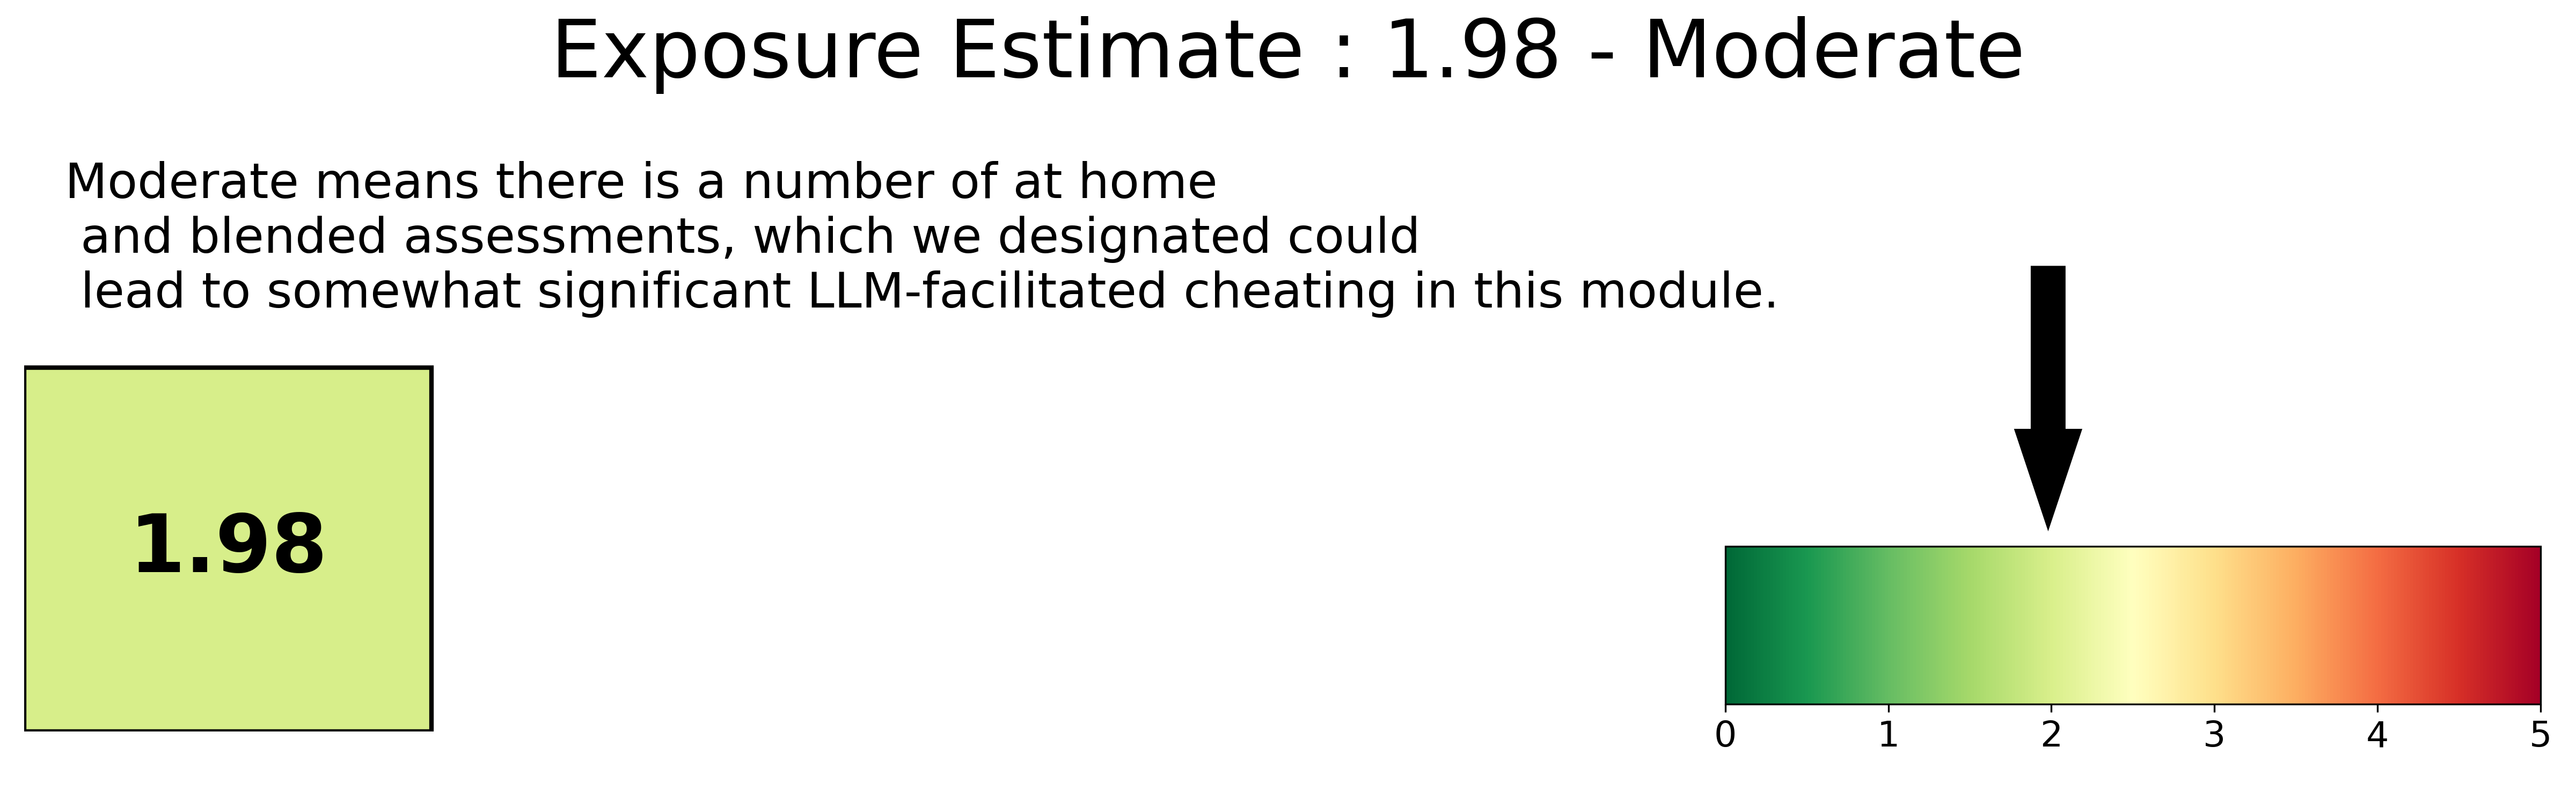 Exposure Estimate : 1.98 - Moderate
Moderate means there is a number of at home
and blended assessments, which we designated could
lead to somewhat significant LLM-facilitated cheating in this module.
1.98
0 1 2 3 4 5